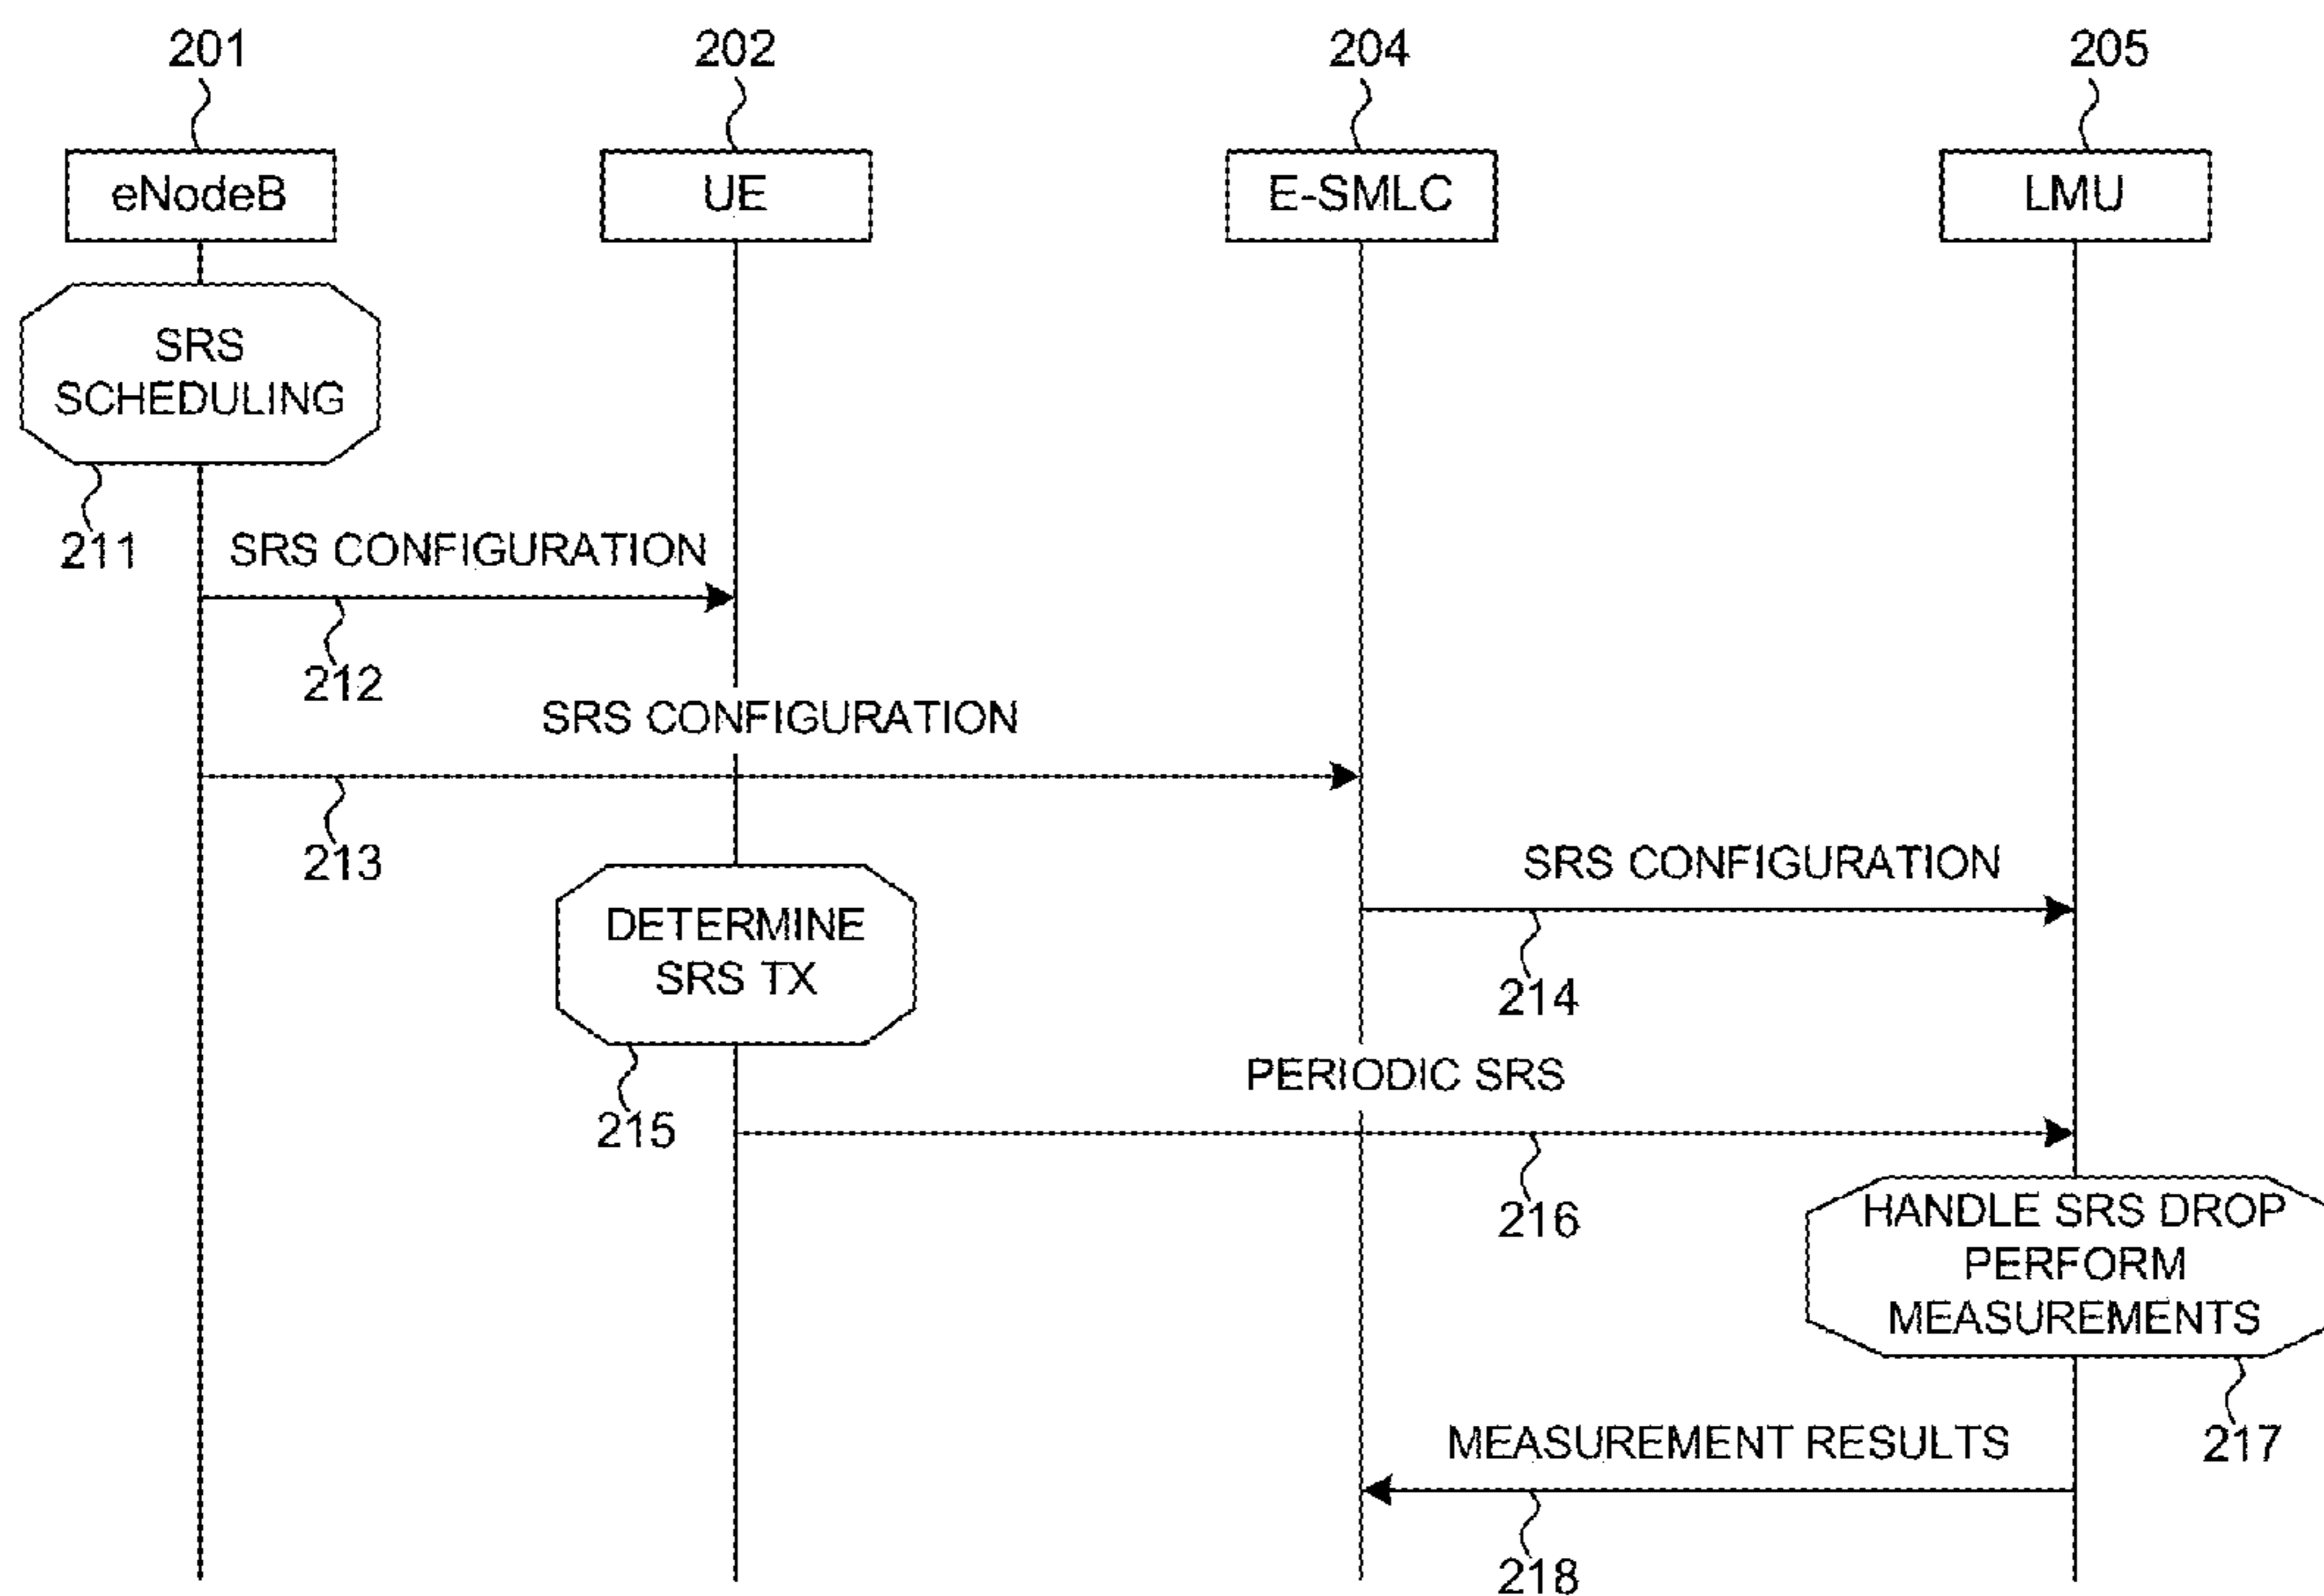 201
202
204
205
eNodeB
UE
E-SMLC
LMU
SRS
SCHEDULING
211
SRS CONFIGURATION
212
SRS CONFIGURATION
213
SRS CONFIGURATION
214
DETERMINE
SRS TX
215
PERIODIC SRS
216
HANDLE SRS DROP
PERFORM
MEASUREMENTS
217
MEASUREMENT RESULTS
218